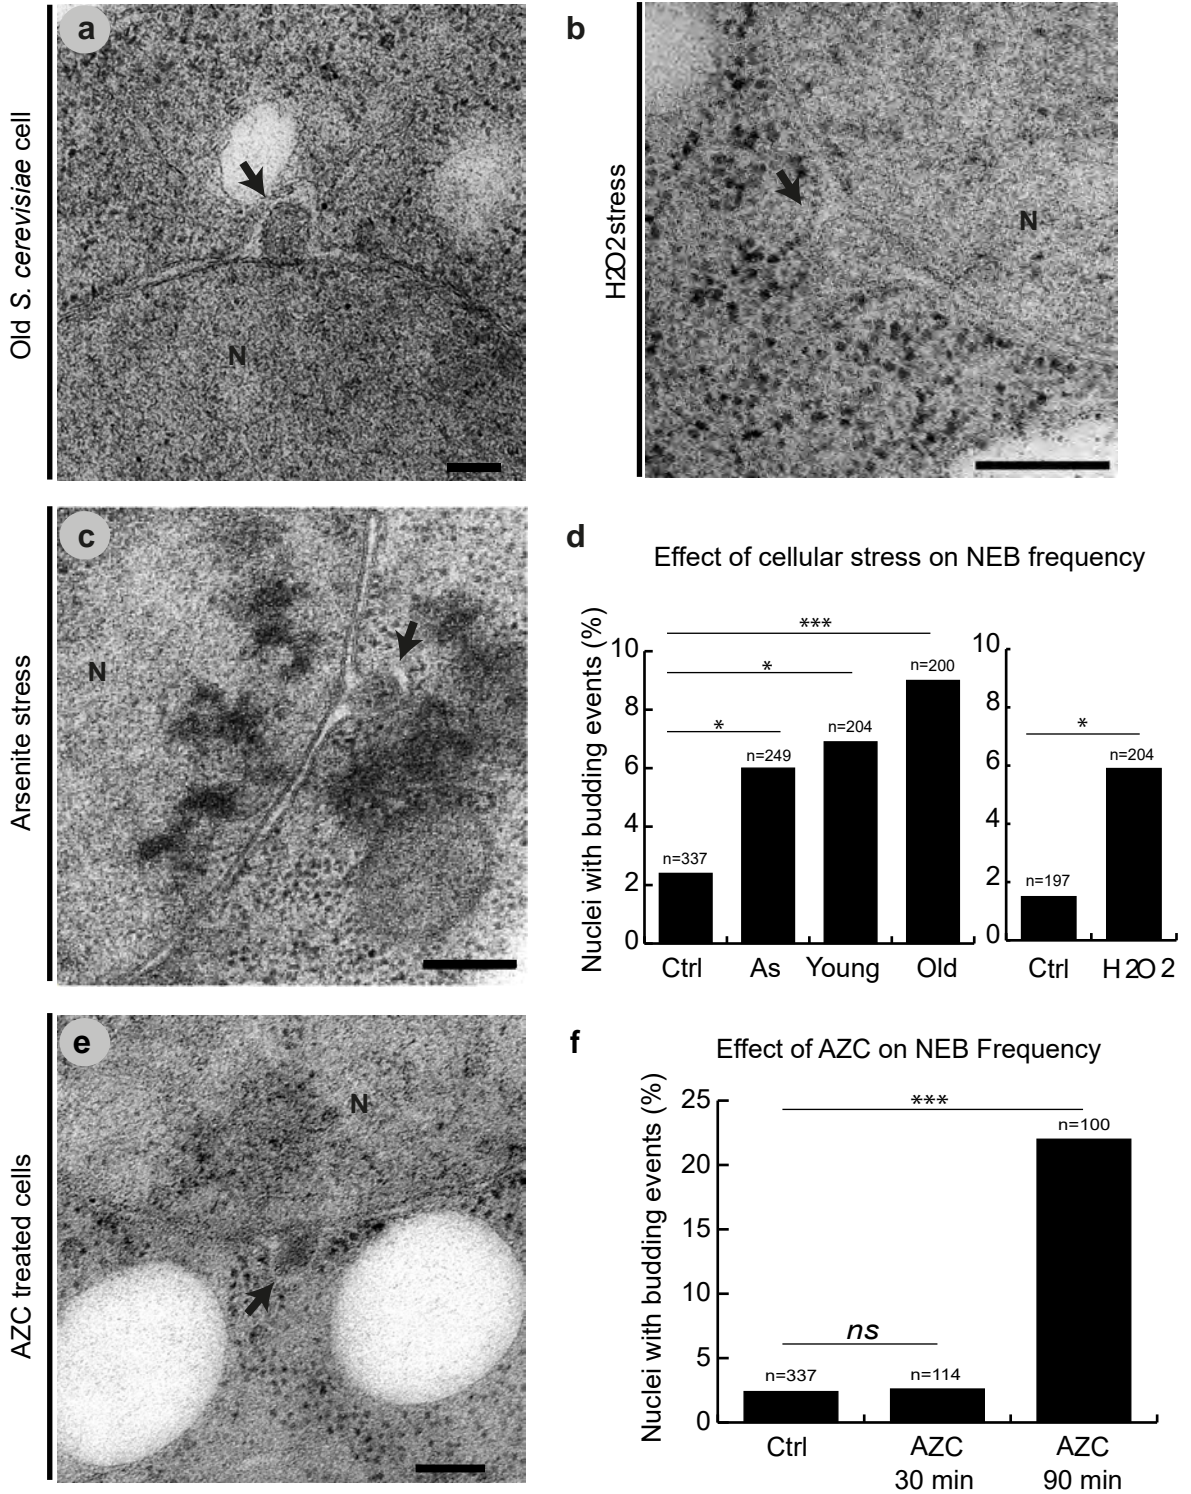 a
Old S. cerevisiae cell
N
b
H2O2 stress
N
c
Arsenite stress
N
d
Effect of cellular stress on NEB frequency
Nuclei with budding events (%)
10
8
6
4
2
0
***
*
*
n=337
n=249
n=204
n=200
Ctrl As Young Old
10
8
6
4
2
0
*
n=197
n=204
Ctrl H2O2
e
AZC treated cells
N
f
Effect of AZC on NEB Frequency
Nuclei with budding events (%)
25
20
15
10
5
0
***
ns
n=337
n=114
n=100
Ctrl AZC AZC
30 min 90 min